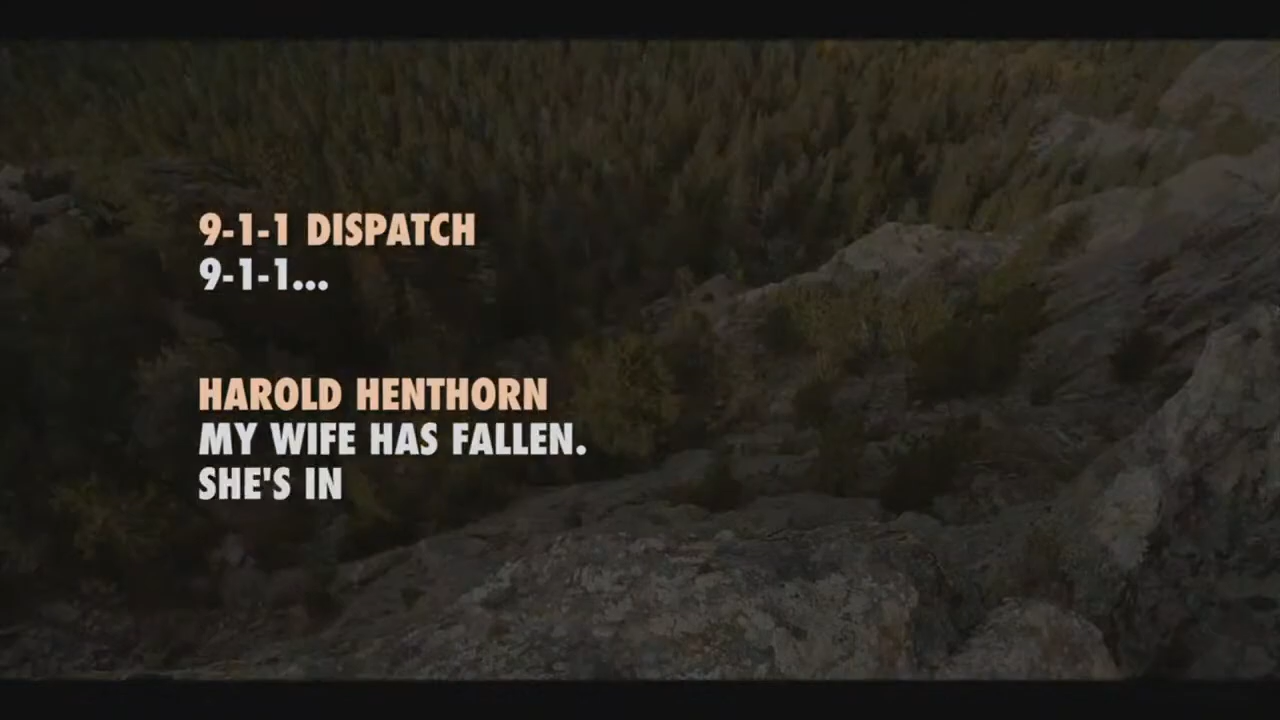 9-1-1 DISPATCH
9-1-1...
HAROLD HENTHORN
MY WIFE HAS FALLEN.
SHE'S IN